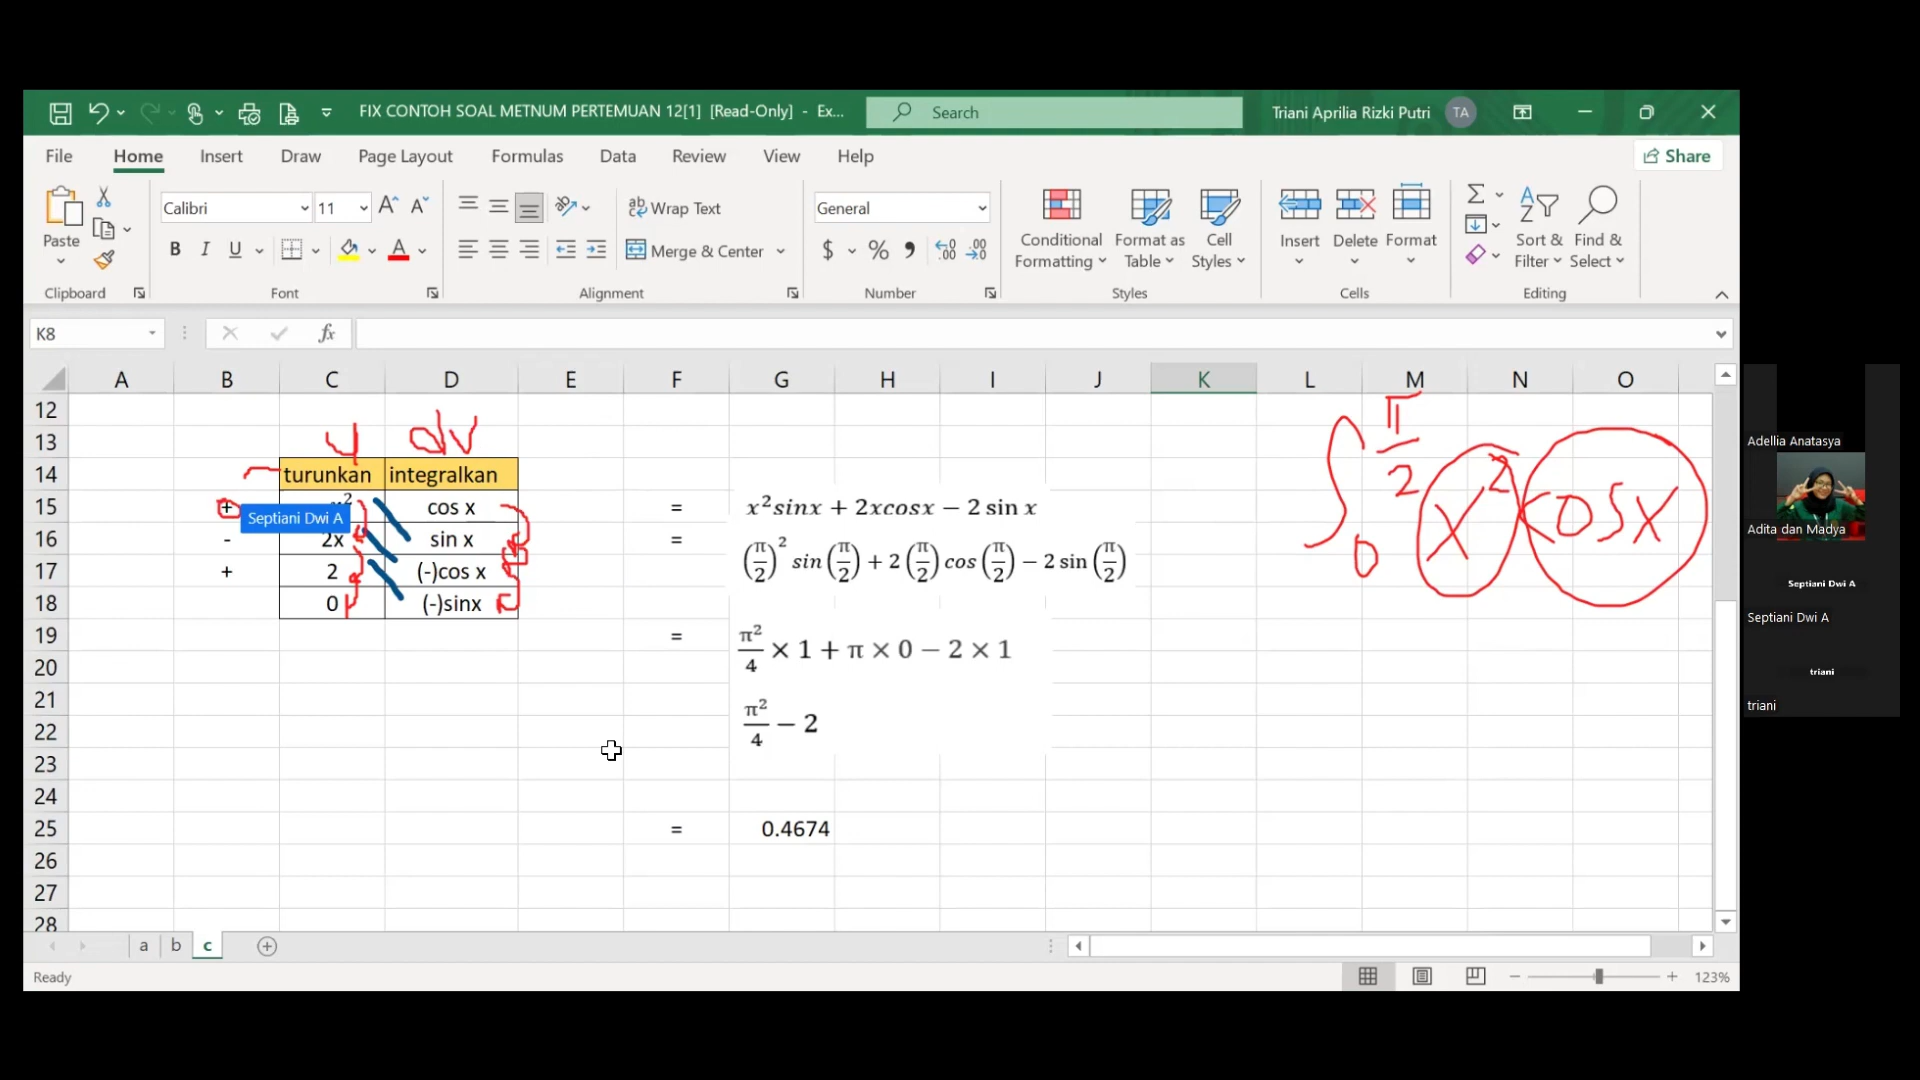 FIX CONTOH SOAL METNUM PERTEMUAN 12[1] [Read-Only] - Ex...
Search
Triani Aprilia Rizki Putri TA
File Home Insert Draw Page Layout Formulas Data Review View Help Share
Paste
Clipboard
Calibri 11
B I U
Font
Wrap Text
Merge & Center
Alignment
General
$ % 9
Number
Conditional Formatting
Format as Table
Cell Styles
Styles
Insert Delete Format
Cells
Sort & Filter
Find & Select
Editing
K8 fx
A B C D E F G H I J K L M N O
12
13 u dv
14 turunkan integralkan
15 + x² cos x = x²sinx + 2xcosx − 2 sin x
Septiani Dwi A
16 - 2x sin x = (π/2)² sin(π/2) + 2(π/2) cos(π/2) − 2 sin(π/2)
17 + 2 (-)cos x
18 0 (-)sinx
19 = π²/4 × 1 + π × 0 − 2 × 1
20
21
22 π²/4 − 2
23
24
25 = 0.4674
26
27
28
∫ π/2 0 x² cos x
a b c
Ready
123%
Adellia Anatasya
Adita dan Madya
Septiani Dwi A
Septiani Dwi A
triani
triani